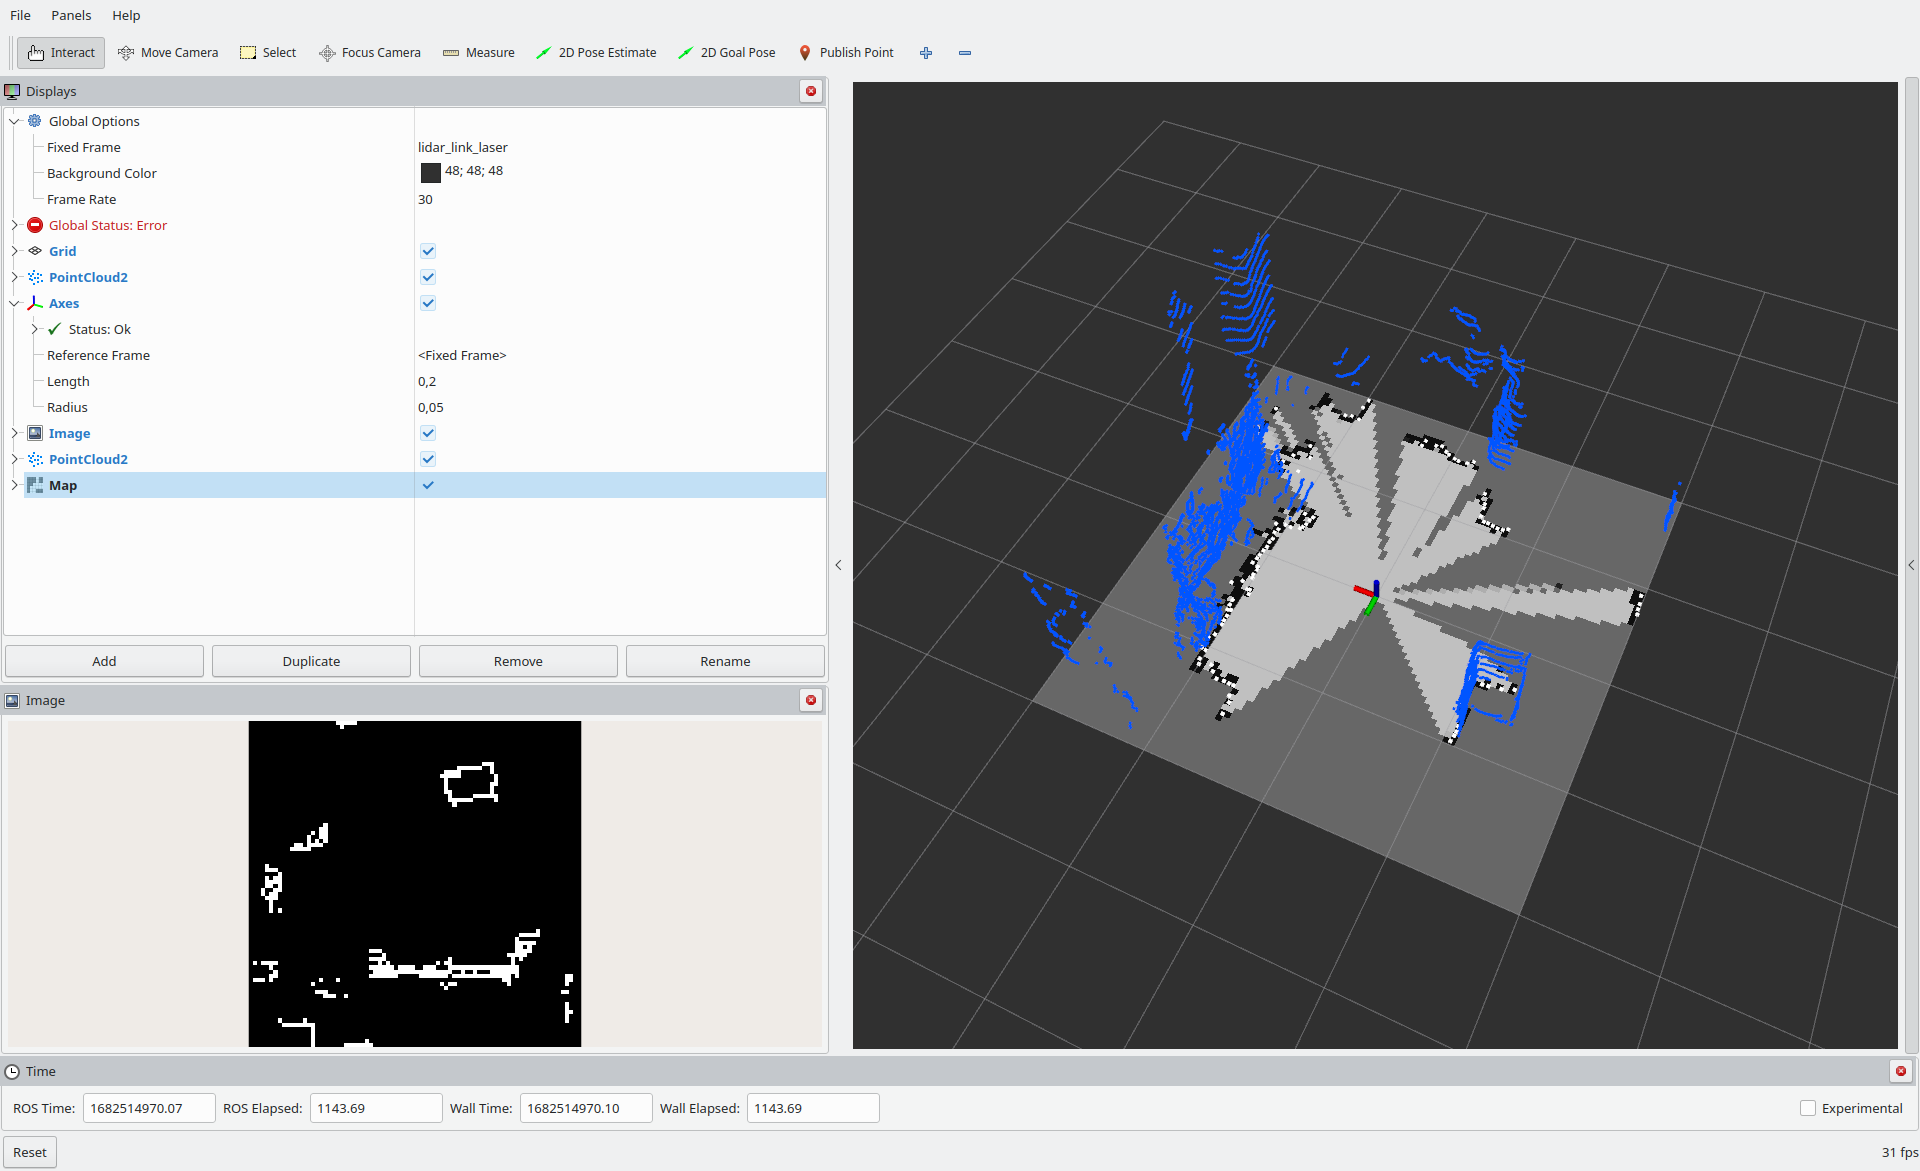 File Panels Help
Interact Move Camera Select Focus Camera Measure 2D Pose Estimate 2D Goal Pose Publish Point
Displays
Global Options
Fixed Frame lidar_link_laser
Background Color 48; 48; 48
Frame Rate 30
Global Status: Error
Grid
PointCloud2
Axes
Status: Ok
Reference Frame <Fixed Frame>
Length 0,2
Radius 0,05
Image
PointCloud2
Map
Add Duplicate Remove Rename
Image
Time
ROS Time: 1682514970.07 ROS Elapsed: 1143.69 Wall Time: 1682514970.10 Wall Elapsed: 1143.69 Experimental
Reset 31 fps